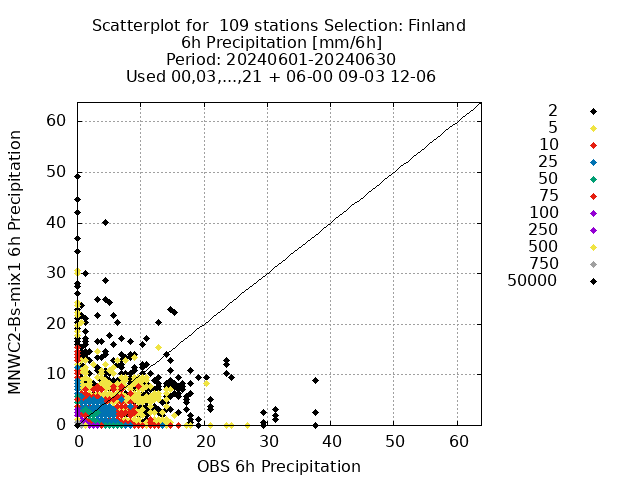 Scatterplot for  109 stations Selection: Finland
6h Precipitation [mm/6h]
Period: 20240601-20240630
Used 00,03,...,21 + 06-00 09-03 12-06
MNWC2-Bs-mix1 6h Precipitation
60
50
40
30
20
10
0
0 10 20 30 40 50 60
OBS 6h Precipitation
2
5
10
25
50
75
100
250
500
750
50000